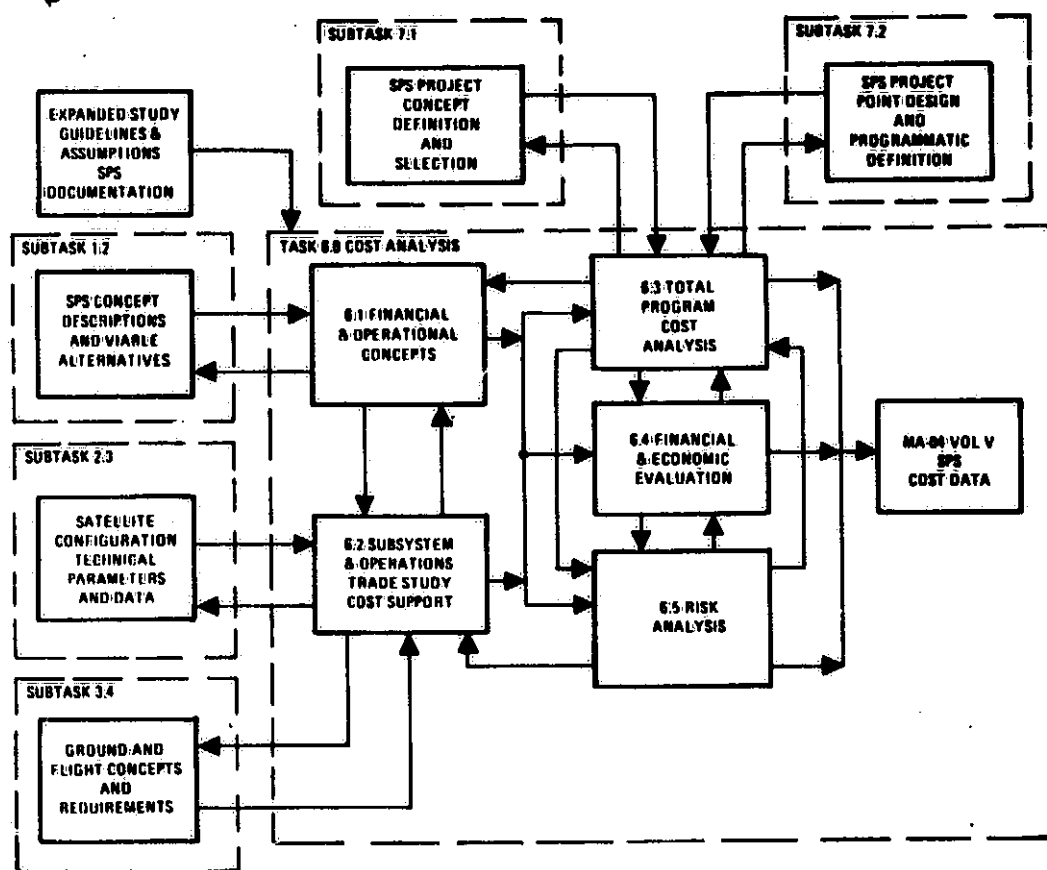 SUBTASK 7.1
SPS PROJECT
CONCEPT
DEFINITION
AND
SELECTION
SUBTASK 7.2
SPS PROJECT
POINT DESIGN
AND
PROGRAMMATIC
DEFINITION
EXPANDED STUDY
GUIDELINES &
ASSUMPTIONS
SPS
DOCUMENTATION
SUBTASK 1.2
SPS CONCEPT
DESCRIPTIONS
AND VIABLE
ALTERNATIVES
TASK 6.0 COST ANALYSIS
6.1 FINANCIAL
& OPERATIONAL
CONCEPTS
6.3 TOTAL
PROGRAM
COST
ANALYSIS
6.4 FINANCIAL
& ECONOMIC
EVALUATION
MA-04 VOL V
SPS
COST DATA
SUBTASK 2.3
SATELLITE
CONFIGURATION
TECHNICAL
PARAMETERS
AND DATA
6.2 SUBSYSTEM
& OPERATIONS
TRADE STUDY
COST SUPPORT
6.5 RISK
ANALYSIS
SUBTASK 3.4
GROUND AND
FLIGHT CONCEPTS
AND
REQUIREMENTS